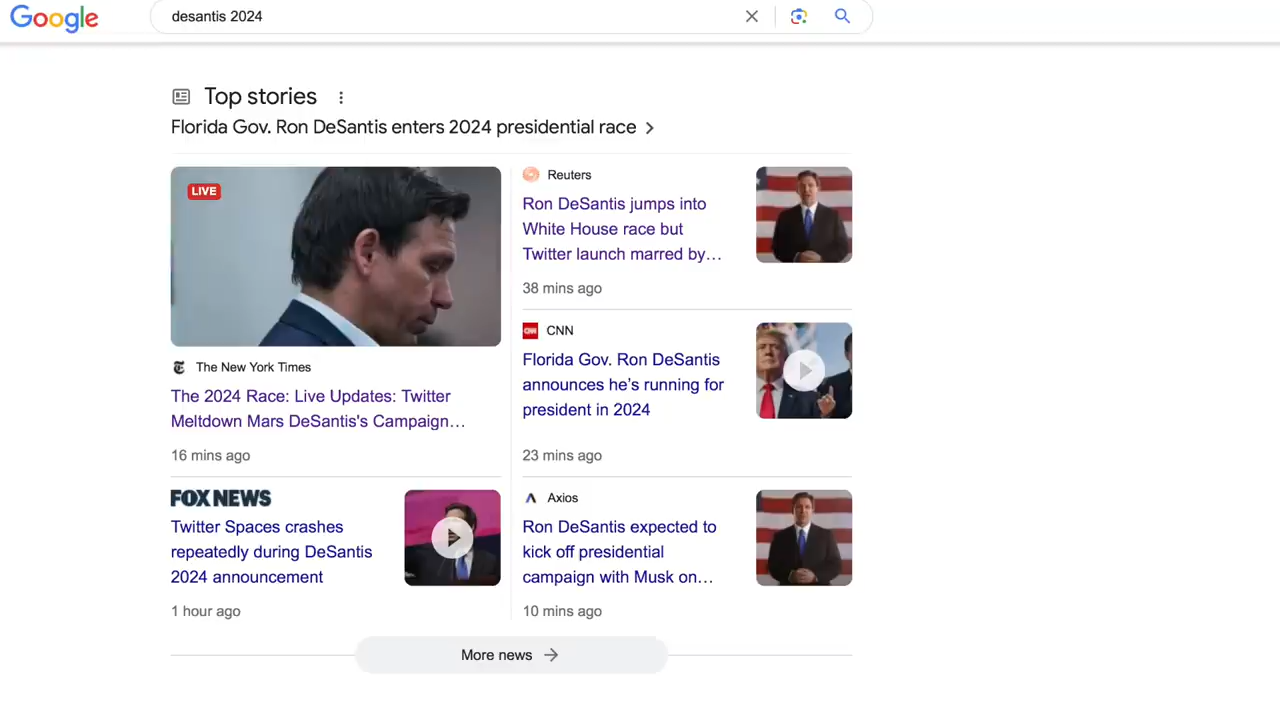 Google
desantis 2024
Top stories
Florida Gov. Ron DeSantis enters 2024 presidential race
LIVE
The New York Times
The 2024 Race: Live Updates: Twitter
Meltdown Mars DeSantis's Campaign…
16 mins ago
Reuters
Ron DeSantis jumps into
White House race but
Twitter launch marred by…
38 mins ago
CNN
Florida Gov. Ron DeSantis
announces he's running for
president in 2024
23 mins ago
FOX NEWS
Twitter Spaces crashes
repeatedly during DeSantis
2024 announcement
1 hour ago
Axios
Ron DeSantis expected to
kick off presidential
campaign with Musk on…
10 mins ago
More news